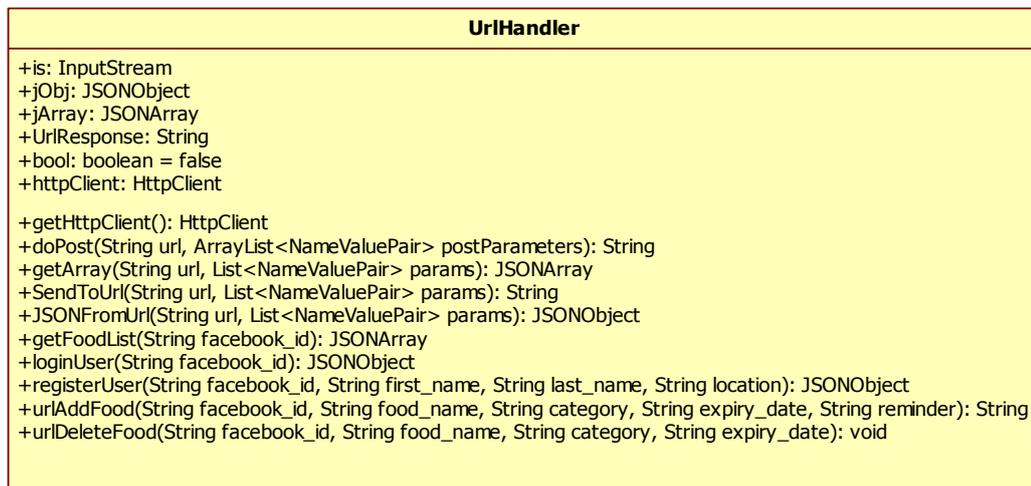 UrlHandler
+is: InputStream
+jObj: JSONObject
+jArray: JSONArray
+UrlResponse: String
+bool: boolean = false
+httpClient: HttpClient
+getHttpClient(): HttpClient
+doPost(String url, ArrayList<NameValuePair> postParameters): String
+getArray(String url, List<NameValuePair> params): JSONArray
+SendToUrl(String url, List<NameValuePair> params): String
+JSONFromUrl(String url, List<NameValuePair> params): JSONObject
+getFoodList(String facebook_id): JSONArray
+loginUser(String facebook_id): JSONObject
+registerUser(String facebook_id, String first_name, String last_name, String location): JSONObject
+urlAddFood(String facebook_id, String food_name, String category, String expiry_date, String reminder): String
+urlDeleteFood(String facebook_id, String food_name, String category, String expiry_date): void